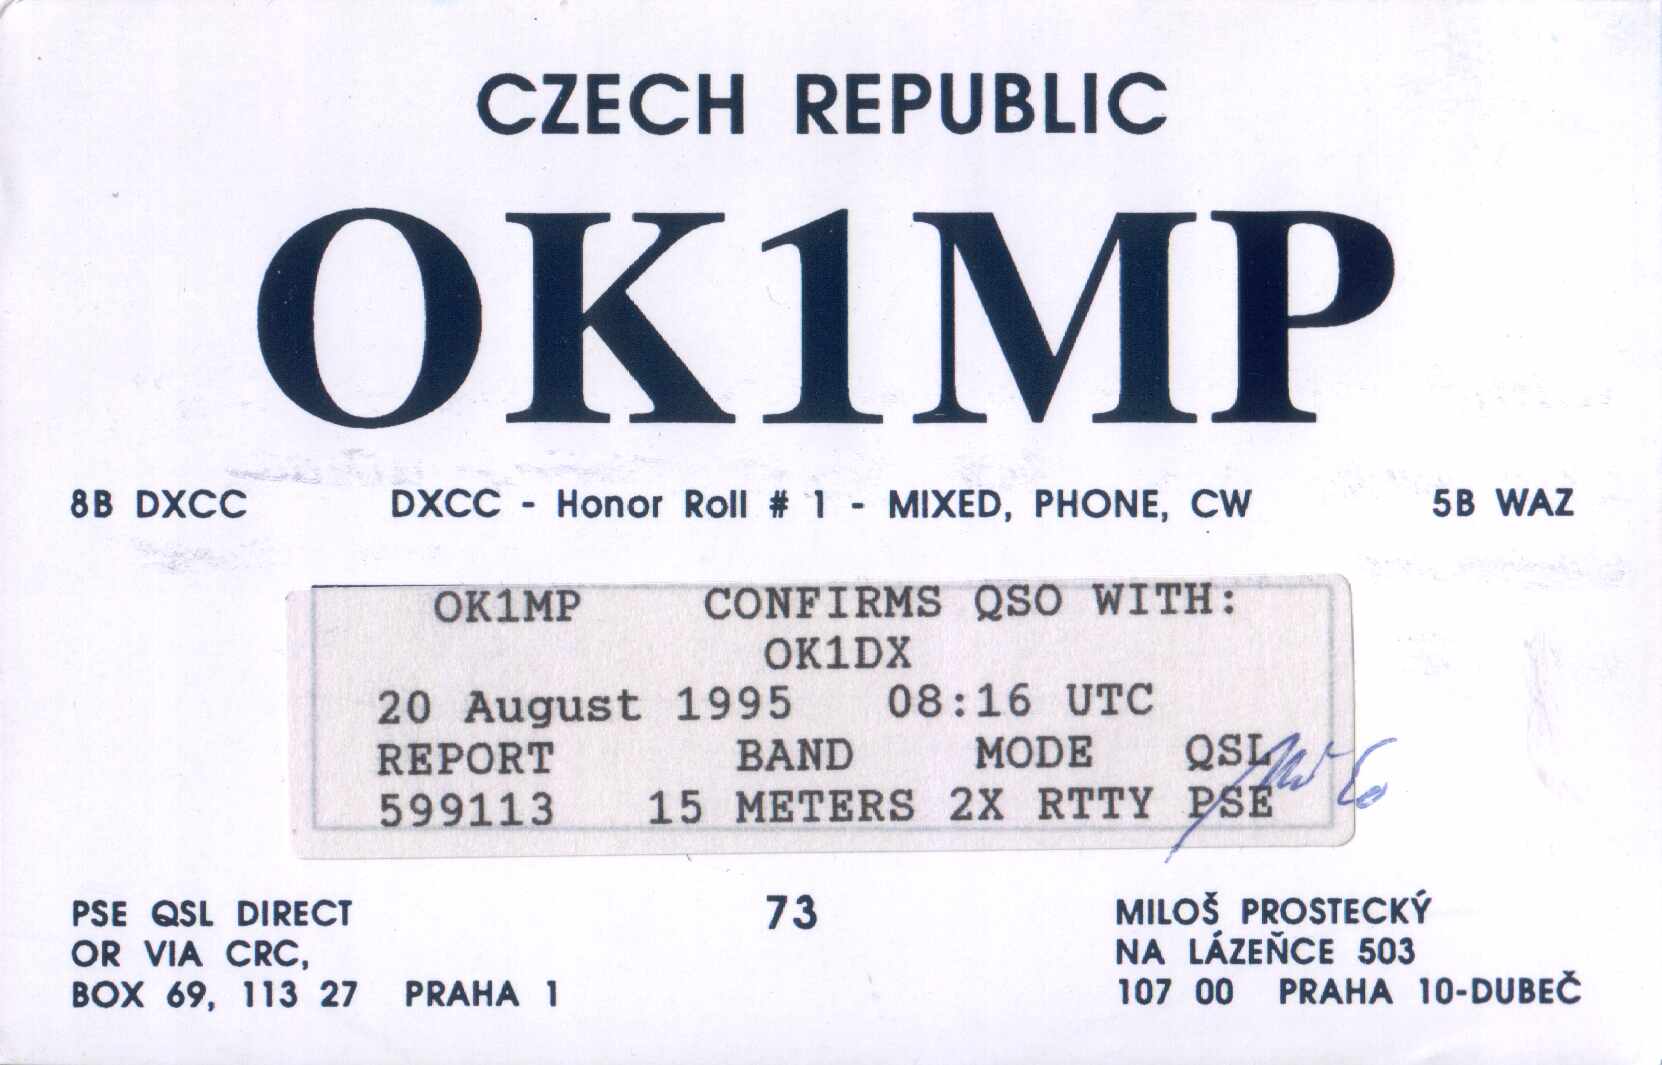 CZECH REPUBLIC
OK1MP
8B DXCC DXCC - Honor Roll # 1 - MIXED, PHONE, CW 5B WAZ
OK1MP CONFIRMS QSO WITH:
OK1DX
20 August 1995 08:16 UTC
REPORT BAND MODE QSL
599113 15 METERS 2X RTTY PSE
PSE QSL DIRECT
OR VIA CRC,
BOX 69, 113 27 PRAHA 1
73
MILOŠ PROSTECKÝ
NA LÁZEŇCE 503
107 00 PRAHA 10-DUBEČ